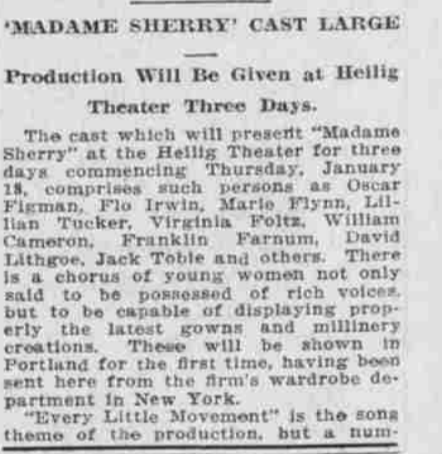 'MADAME SHERRY' CAST LARGE
Production Will Be Given at Heilig
Theater Three Days.
The cast which will present "Madame
Sherry" at the Heilig Theater for three
days commencing Thursday, January
18, comprises such persons as Oscar
Figman, Flo Irwin, Marie Flynn, Lil-
lian Tucker, Virginia Foltz, William
Cameron, Franklin Farnum, David
Lithgoe, Jack Toble and others. There
is a chorus of young women not only
said to be possessed of rich voices,
but to be capable of displaying prop-
erly the latest gowns and millinery
creations. These will be shown in
Portland for the first time, having been
sent here from the firm's wardrobe de-
partment in New York.
"Every Little Movement" is the song
theme of the production, but a num-